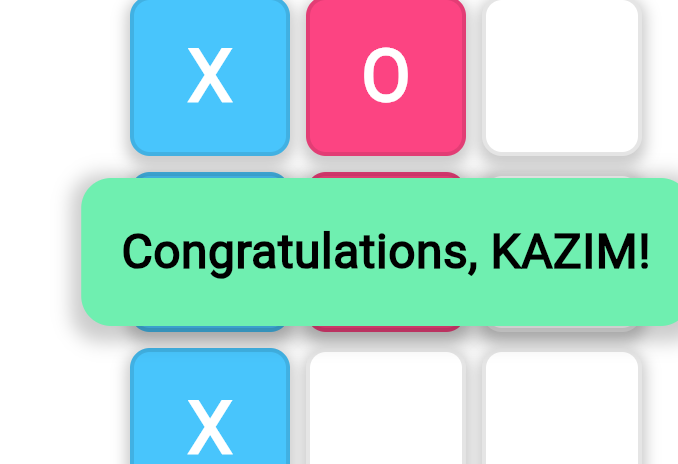 X O
Congratulations, KAZIM!
X